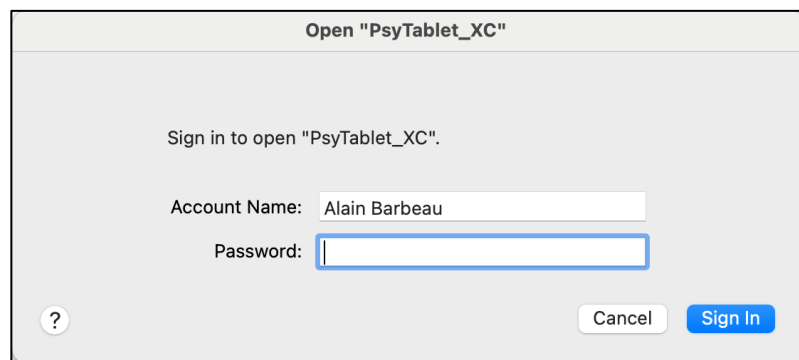 Open "PsyTablet_XC"
Sign in to open "PsyTablet_XC".
Account Name: Alain Barbeau
Password:
? Cancel Sign In